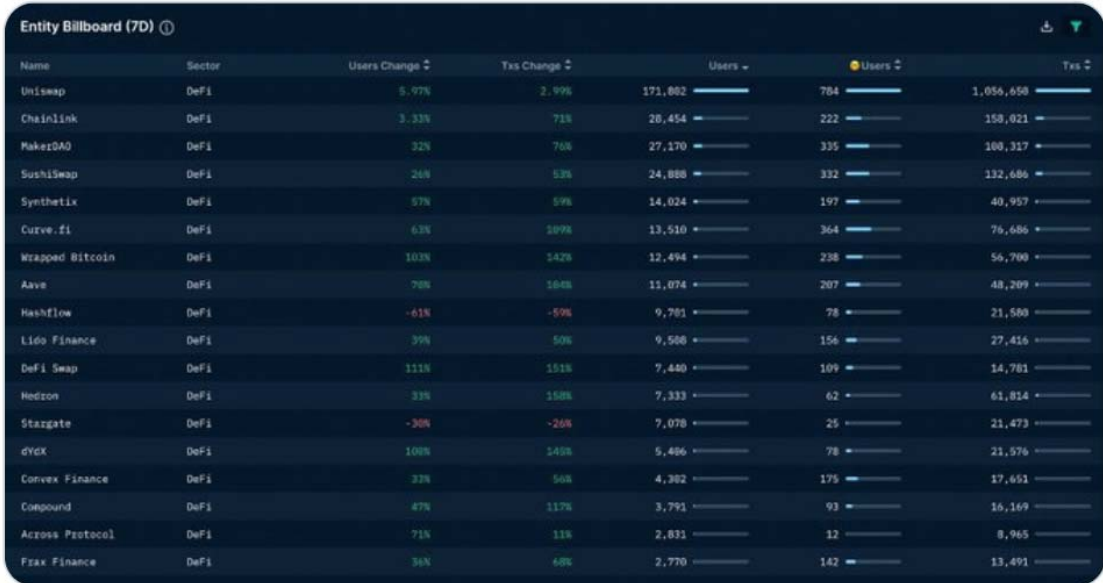 Entity Billboard (7D)
Name Sector Users Change Txs Change Users Users Txs
Uniswap DeFi 5.97% 2.99% 171,802 784 1,056,650
Chainlink DeFi 3.33% 71% 28,454 222 158,021
MakerDAO DeFi 32% 76% 27,170 335 108,317
SushiSwap DeFi 26% 53% 24,888 332 132,686
Synthetix DeFi 57% 59% 14,024 197 40,957
Curve.fi DeFi 63% 109% 13,510 364 76,686
Wrapped Bitcoin DeFi 103% 142% 12,494 238 56,700
Aave DeFi 70% 104% 11,074 207 48,209
Hashflow DeFi -61% -59% 9,701 78 21,580
Lido Finance DeFi 39% 50% 9,508 156 27,416
DeFi Swap DeFi 111% 151% 7,440 109 14,781
Hedron DeFi 33% 158% 7,333 62 61,814
Stargate DeFi -30% -26% 7,078 25 21,473
dYdX DeFi 100% 145% 5,406 78 21,576
Convex Finance DeFi 33% 56% 4,302 175 17,651
Compound DeFi 47% 117% 3,791 93 16,169
Across Protocol DeFi 71% 11% 2,831 12 8,965
Frax Finance DeFi 36% 68% 2,770 142 13,491